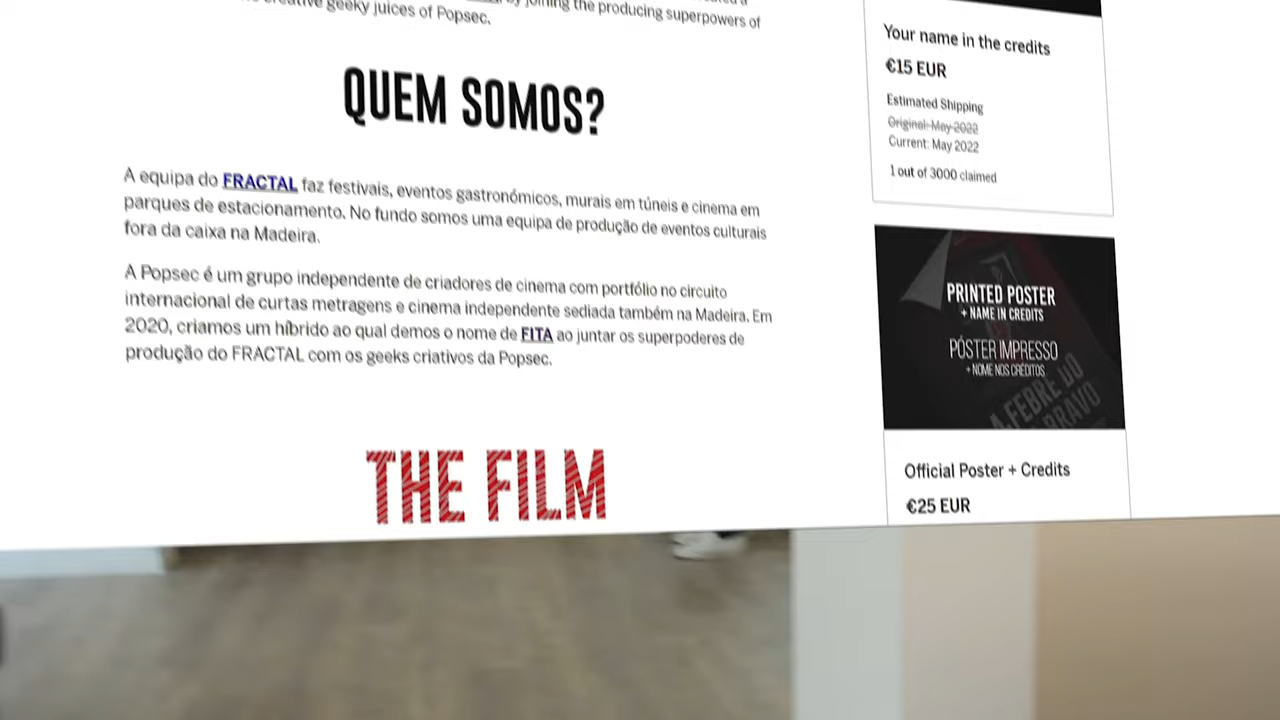 geeky juices of Popsec.
by joining the producing superpowers of
QUEM SOMOS?
A equipa do FRACTAL faz festivais, eventos gastronómicos, murais em túneis e cinema em
parques de estacionamento. No fundo somos uma equipa de produção de eventos culturais
fora da caixa na Madeira.
A Popsec é um grupo independente de criadores de cinema com portfólio no circuito
internacional de curtas metragens e cinema independente sediada também na Madeira. Em
2020, criamos um híbrido ao qual demos o nome de FITA ao juntar os superpoderes de
produção do FRACTAL com os geeks criativos da Popsec.
THE FILM
Your name in the credits
€15 EUR
Estimated Shipping
Original: May 2022
Current: May 2022
1 out of 3000 claimed
PRINTED POSTER
+ NAME IN CREDITS
PÓSTER IMPRESSO
+ NOME NOS CRÉDITOS
A FEBRE DO
BRAVO
Official Poster + Credits
€25 EUR